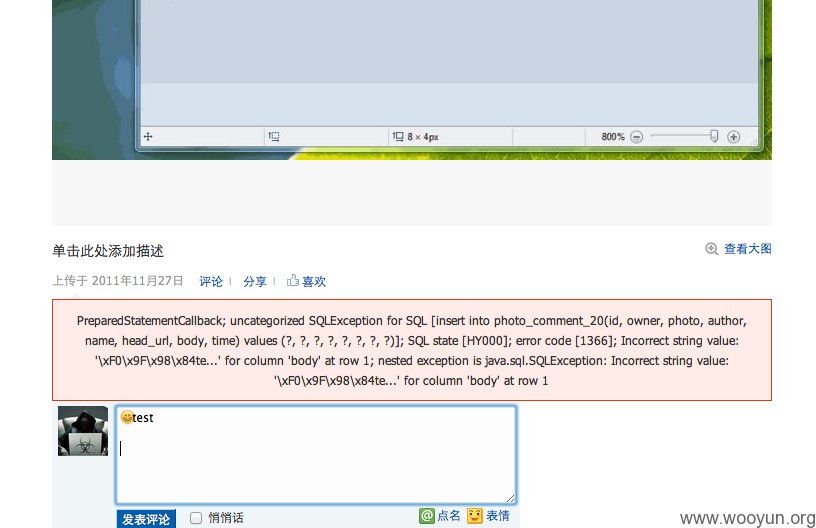 8 × 4px 800%
单击此处添加描述 查看大图
上传于 2011年11月27日 评论 分享 喜欢
PreparedStatementCallback; uncategorized SQLException for SQL [insert into photo_comment_20(id, owner, photo, author,
name, head_url, body, time) values (?, ?, ?, ?, ?, ?, ?, ?)]; SQL state [HY000]; error code [1366]; Incorrect string value:
'\xF0\x9F\x98\x84te...' for column 'body' at row 1; nested exception is java.sql.SQLException: Incorrect string value:
'\xF0\x9F\x98\x84te...' for column 'body' at row 1
test
发表评论 悄悄话 @ 点名 表情
www.wooyun.org